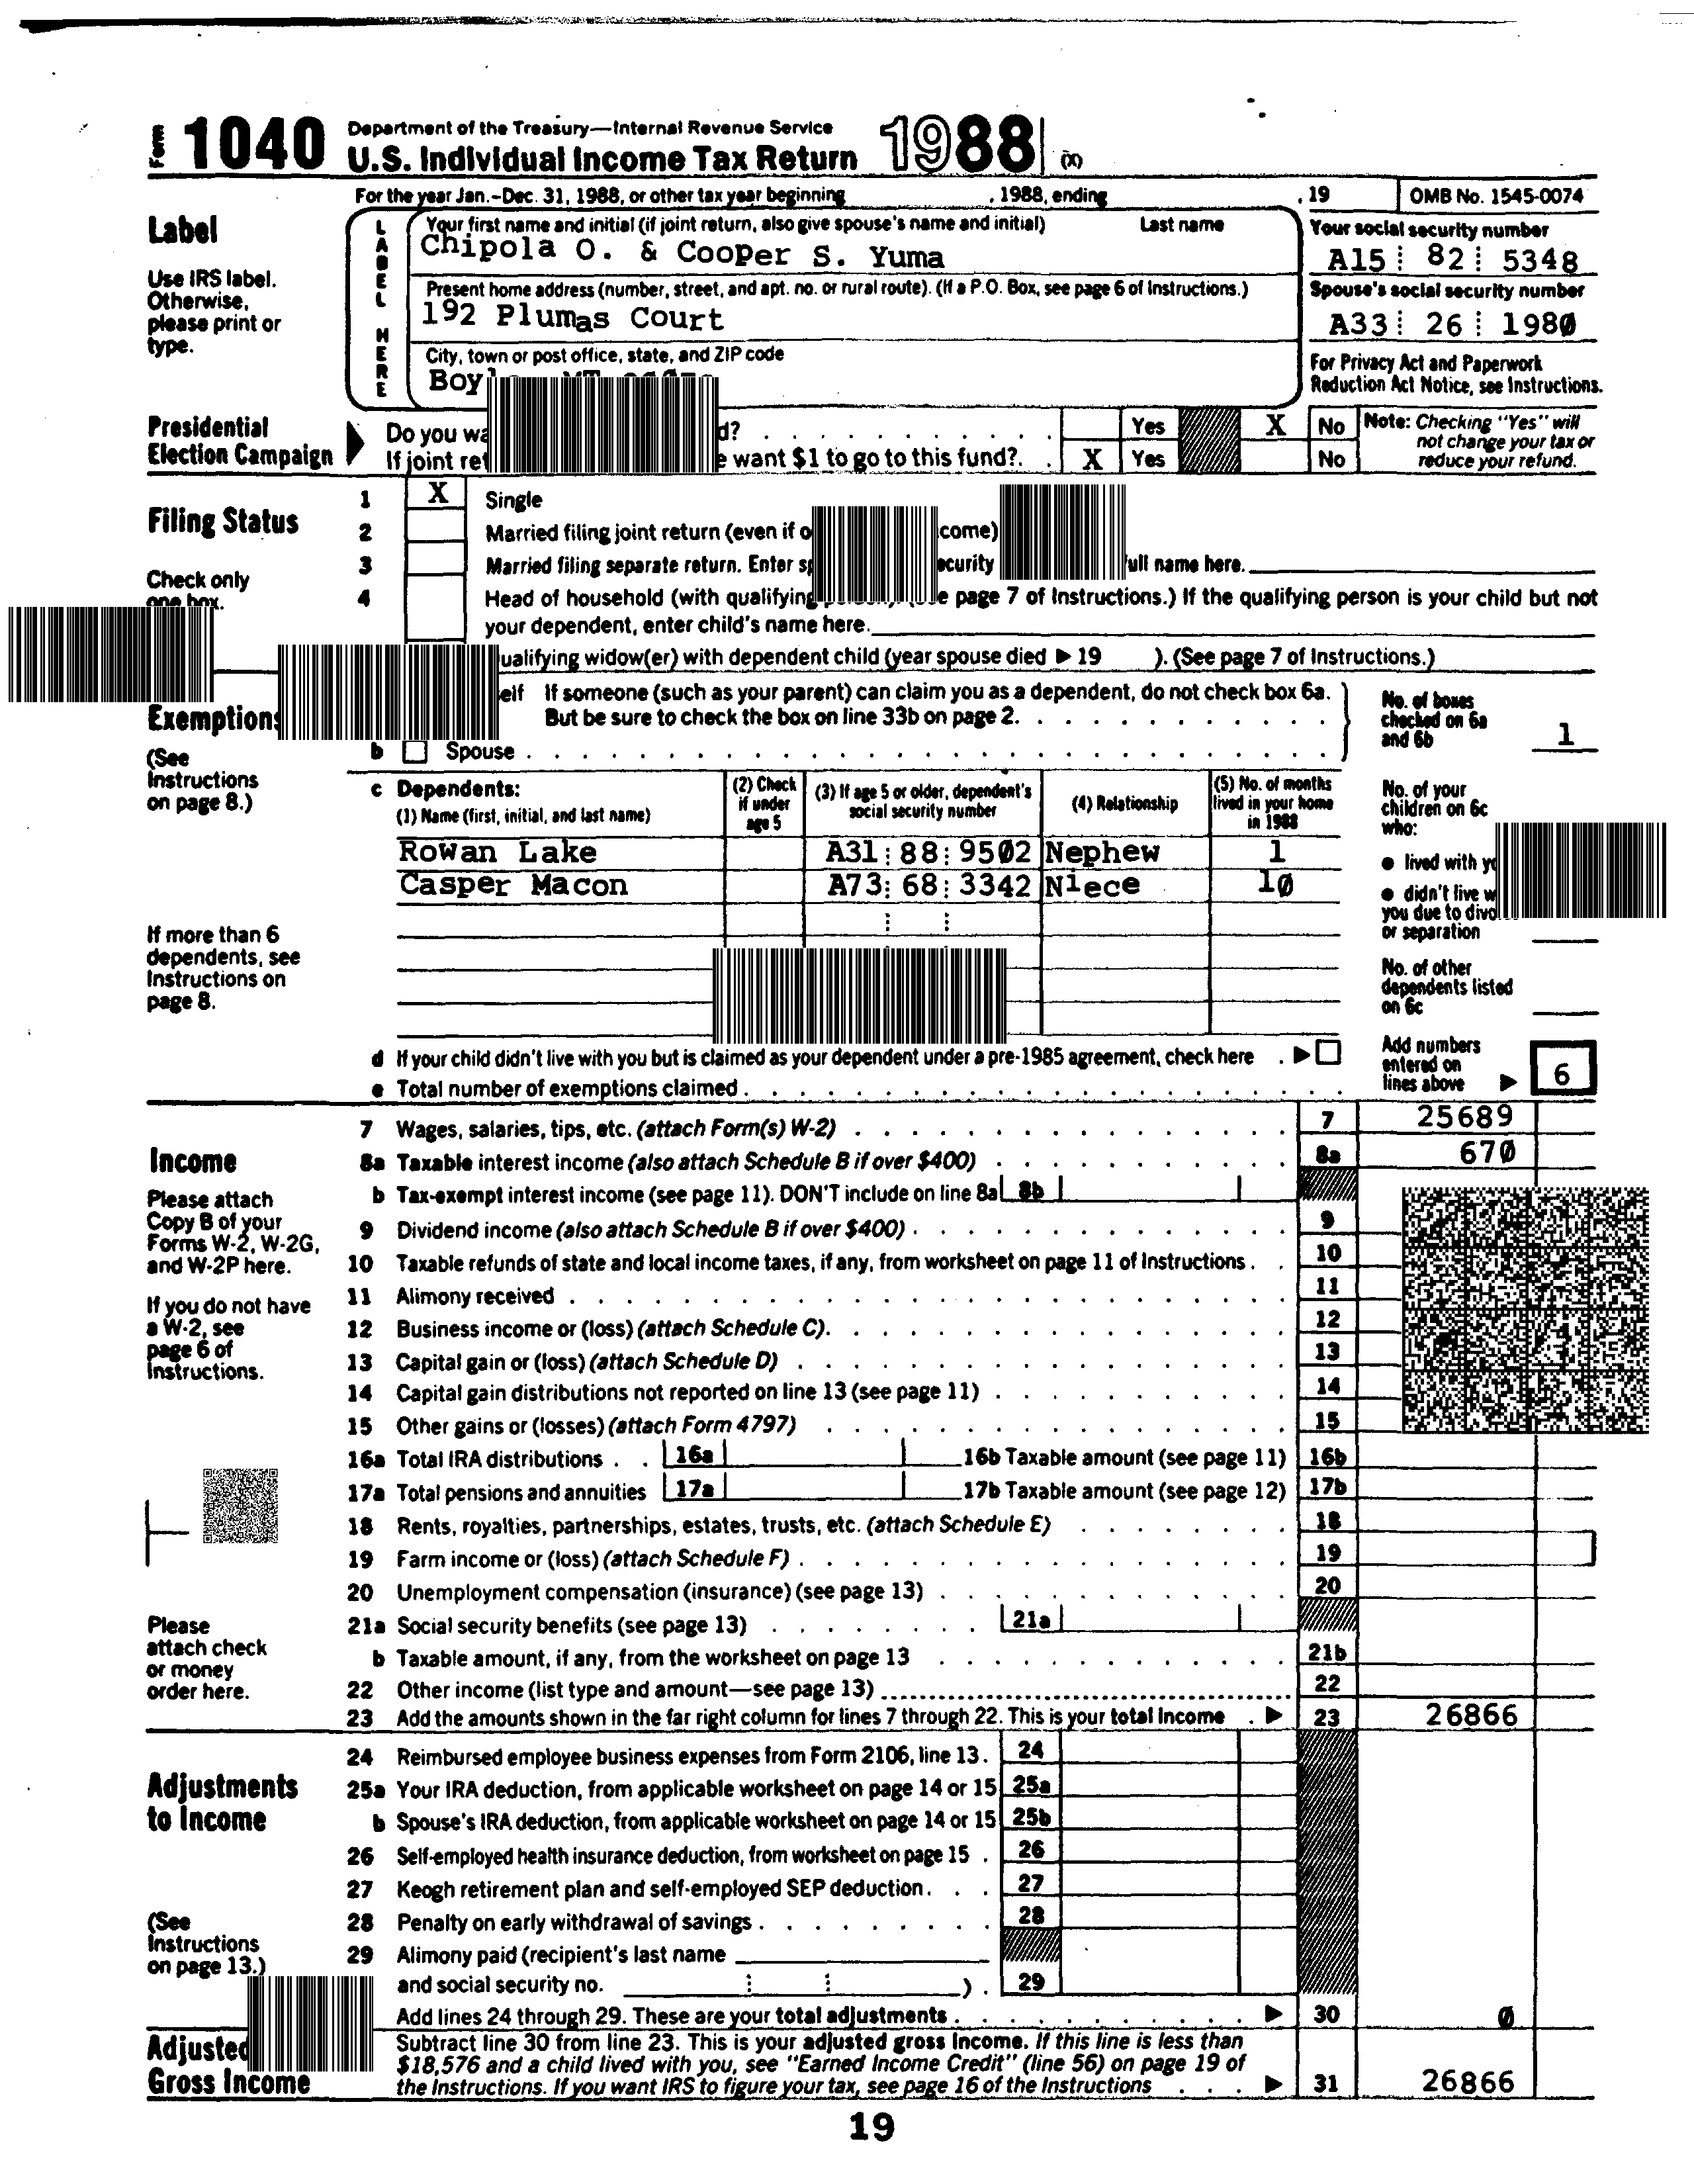 Form 1040 Department of the Treasury—Internal Revenue Service
U.S. Individual Income Tax Return 1988 (X)
For the year Jan.-Dec. 31, 1988, or other tax year beginning , 1988, ending , 19 OMB No. 1545-0074
Label
Use IRS label.
Otherwise,
please print or
type.
LABEL HERE
Your first name and initial (if joint return, also give spouse's name and initial) Last name
Chipola O. & Cooper S. Yuma
Your social security number
A15 82 5348
Present home address (number, street, and apt. no. or rural route). (If a P.O. Box, see page 6 of Instructions.)
192 Plumas Court
Spouse's social security number
A33 26 1980
City, town or post office, state, and ZIP code
For Privacy Act and Paperwork
Reduction Act Notice, see Instructions.
Presidential
Election Campaign
Do you want $1 to go to this fund? Yes X No
If joint return, does your spouse want $1 to go to this fund? X Yes No
Note: Checking "Yes" will
not change your tax or
reduce your refund.
Filing Status
Check only
one box.
1 X Single
2 Married filing joint return (even if only one had income)
3 Married filing separate return. Enter spouse's social security full name here.
4 Head of household (with qualifying person). (See page 7 of Instructions.) If the qualifying person is your child but not
your dependent, enter child's name here.
Qualifying widow(er) with dependent child (year spouse died ▶ 19 ). (See page 7 of Instructions.)
Exemptions
(See
Instructions
on page 8.)
If someone (such as your parent) can claim you as a dependent, do not check box 6a.
But be sure to check the box on line 33b on page 2.
b Spouse
No. of boxes
checked on 6a
and 6b 1
c Dependents:
(1) Name (first, initial, and last name)
(2) Check
if under
age 5
(3) If age 5 or older, dependent's
social security number
(4) Relationship
(5) No. of months
lived in your home
in 1988
Rowan Lake A31 88 9502 Nephew 1
Casper Macon A73 68 3342 Niece 10
If more than 6
dependents, see
Instructions on
page 8.
No. of your
children on 6c
who:
● lived with
● didn't live
you due to
or separation
No. of other
dependents listed
on 6c
d If your child didn't live with you but is claimed as your dependent under a pre-1985 agreement, check here ▶
e Total number of exemptions claimed
Add numbers
entered on
lines above ▶ 6
Income
Please attach
Copy B of your
Forms W-2, W-2G,
and W-2P here.
If you do not have
a W-2, see
page 6 of
Instructions.
7 Wages, salaries, tips, etc. (attach Form(s) W-2) 7 25689
8a Taxable interest income (also attach Schedule B if over $400) 8a 670
b Tax-exempt interest income (see page 11). DON'T include on line 8a 8b
9 Dividend income (also attach Schedule B if over $400) 9
10 Taxable refunds of state and local income taxes, if any, from worksheet on page 11 of Instructions 10
11 Alimony received 11
12 Business income or (loss) (attach Schedule C) 12
13 Capital gain or (loss) (attach Schedule D) 13
14 Capital gain distributions not reported on line 13 (see page 11) 14
15 Other gains or (losses) (attach Form 4797) 15
16a Total IRA distributions 16a 16b Taxable amount (see page 11) 16b
17a Total pensions and annuities 17a 17b Taxable amount (see page 12) 17b
18 Rents, royalties, partnerships, estates, trusts, etc. (attach Schedule E) 18
19 Farm income or (loss) (attach Schedule F) 19
20 Unemployment compensation (insurance) (see page 13) 20
21a Social security benefits (see page 13) 21a
b Taxable amount, if any, from the worksheet on page 13 21b
22 Other income (list type and amount—see page 13) 22
23 Add the amounts shown in the far right column for lines 7 through 22. This is your total income ▶ 23 26866
Please
attach check
or money
order here.
Adjustments
to Income
(See
Instructions
on page 13.)
24 Reimbursed employee business expenses from Form 2106, line 13. 24
25a Your IRA deduction, from applicable worksheet on page 14 or 15 25a
b Spouse's IRA deduction, from applicable worksheet on page 14 or 15 25b
26 Self-employed health insurance deduction, from worksheet on page 15 26
27 Keogh retirement plan and self-employed SEP deduction 27
28 Penalty on early withdrawal of savings 28
29 Alimony paid (recipient's last name
and social security no. ) 29
Add lines 24 through 29. These are your total adjustments ▶ 30 0
Adjusted
Gross Income
Subtract line 30 from line 23. This is your adjusted gross income. If this line is less than
$18,576 and a child lived with you, see "Earned Income Credit" (line 56) on page 19 of
the Instructions. If you want IRS to figure your tax, see page 16 of the Instructions ▶ 31 26866
19